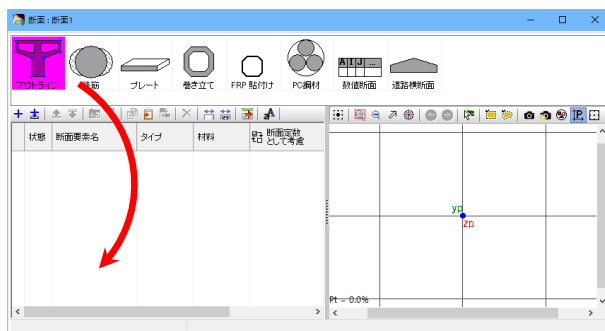 断面 : 断面1
アウトライン
鉄筋
プレート
巻き立て
FRP 貼付け
PC鋼材
A I J ...
数値断面
道路横断面
状態
断面要素名
タイプ
材料
断面定数
として考慮
yp
zp
Pt = 0.0%